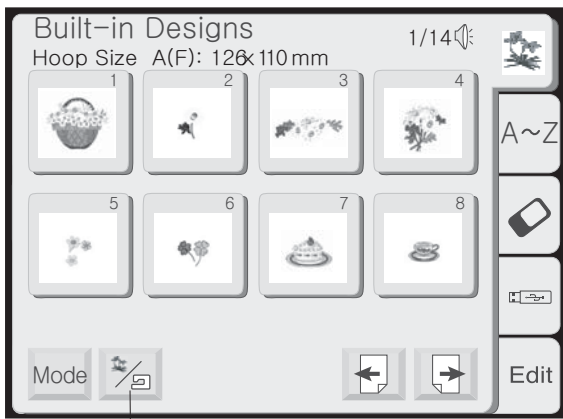 Built-in Designs
1/14
Hoop Size A(F): 126x110 mm
1 2 3 4
A~Z
5 6 7 8
Mode
Edit